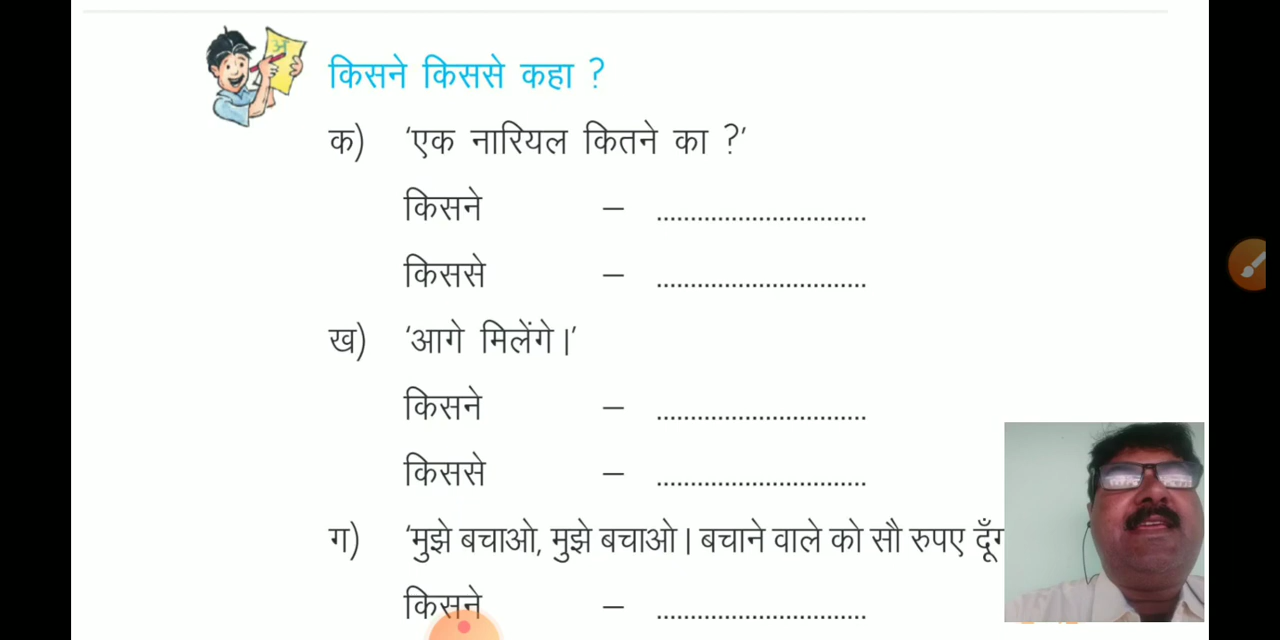 अ
किसने किससे कहा ?
क) 'एक नारियल कितने का ?'
किसने – ...............................
किससे – ...............................
ख) 'आगे मिलेंगे।'
किसने – ...............................
किससे – ...............................
ग) 'मुझे बचाओ, मुझे बचाओ। बचाने वाले को सौ रुपए
किसने – ...............................